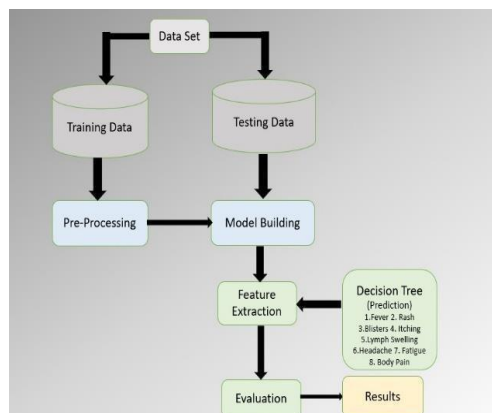 Data Set
Training Data
Testing Data
Pre-Processing
Model Building
Feature
Extraction
Decision Tree
(Prediction)
1.Fever 2. Rash
3.Blisters 4. Itching
5.Lymph Swelling
6.Headache 7. Fatigue
8. Body Pain
Evaluation
Results